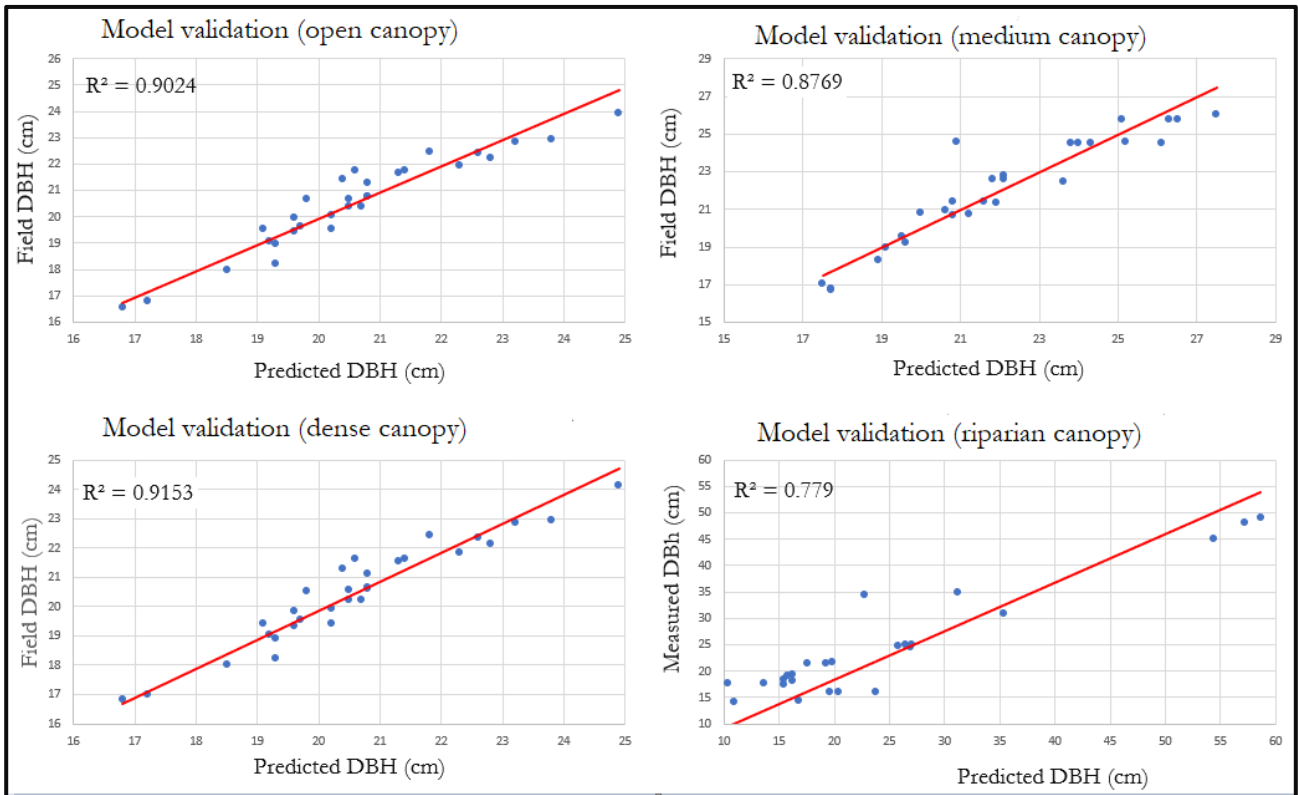 Model validation (open canopy)
R² = 0.9024
Field DBH (cm)
26
25
24
23
22
21
20
19
18
17
16
16 17 18 19 20 21 22 23 24 25
Predicted DBH (cm)
Model validation (medium canopy)
R² = 0.8769
Field DBH (cm)
29
27
25
23
21
19
17
15
15 17 19 21 23 25 27 29
Predicted DBH (cm)
Model validation (dense canopy)
R² = 0.9153
Field DBH (cm)
25
24
23
22
21
20
19
18
17
16
16 17 18 19 20 21 22 23 24 25
Predicted DBH (cm)
Model validation (riparian canopy)
R² = 0.779
Measured DBh (cm)
60
55
50
45
40
35
30
25
20
15
10
10 15 20 25 30 35 40 45 50 55 60
Predicted DBH (cm)